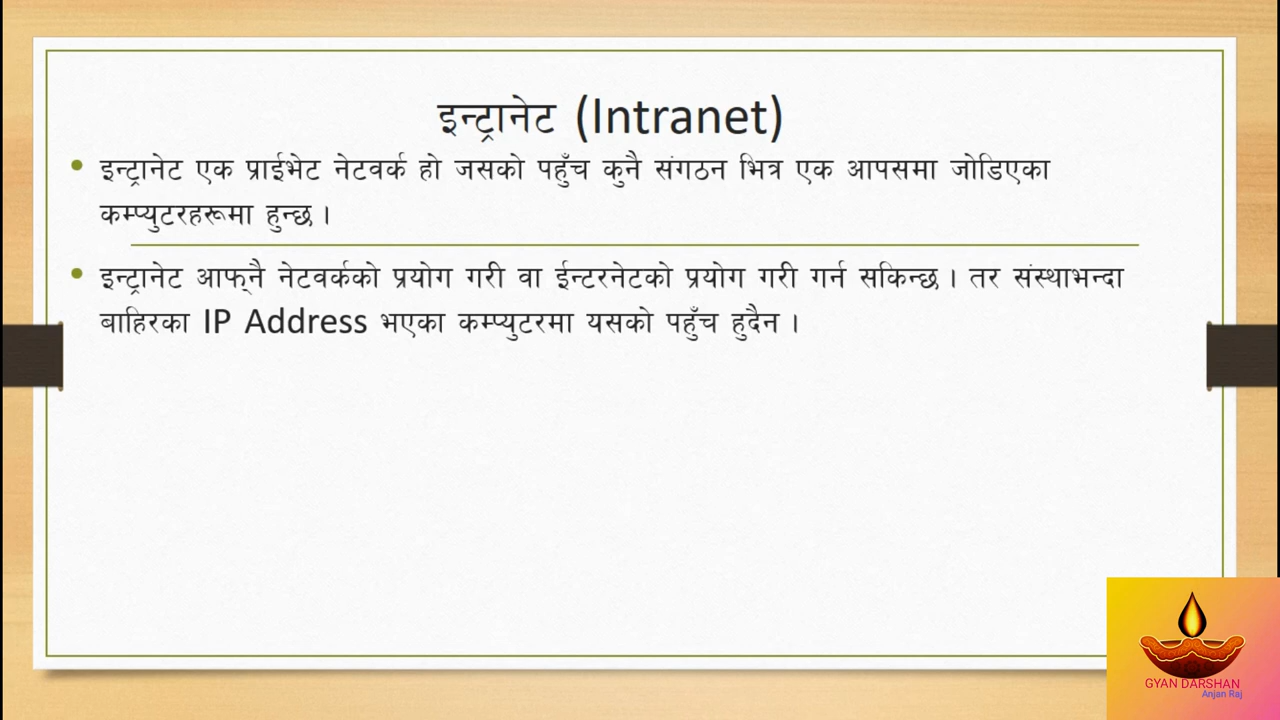 इन्ट्रानेट (Intranet)
• इन्ट्रानेट एक प्राईभेट नेटवर्क हो जसको पहुँच कुनै संगठन भित्र एक आपसमा जोडिएका
कम्प्युटरहरूमा हुन्छ ।
• इन्ट्रानेट आफ्‌नै नेटवर्कको प्रयोग गरी वा ईन्टरनेटको प्रयोग गरी गर्न सकिन्छ । तर संस्थाभन्दा
बाहिरका IP Address भएका कम्प्युटरमा यसको पहुँच हुदैन ।
GYAN DARSHAN
Anjan Raj